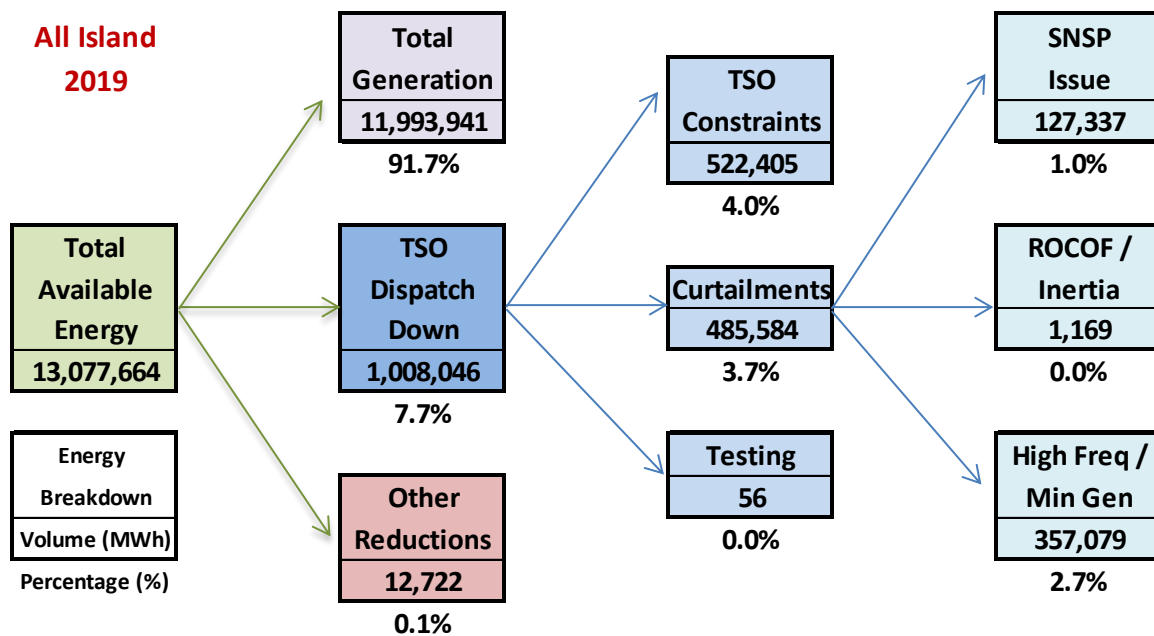 All Island
2019
Total
Generation
11,993,941
91.7%
Total
Available
Energy
13,077,664
TSO
Dispatch
Down
1,008,046
7.7%
Other
Reductions
12,722
0.1%
TSO
Constraints
522,405
4.0%
Curtailments
485,584
3.7%
Testing
56
0.0%
SNSP
Issue
127,337
1.0%
ROCOF /
Inertia
1,169
0.0%
High Freq /
Min Gen
357,079
2.7%
Energy
Breakdown
Volume (MWh)
Percentage (%)